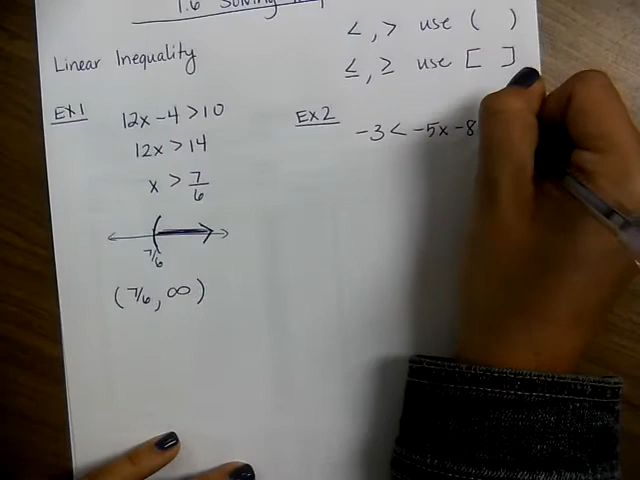 1.6 Solving
Linear Inequality
<, > use ( )
≤, ≥ use [ ]
Ex1
12x - 4 > 10
12x > 14
x > 7/6
7/6
(7/6, ∞)
Ex2
-3 < -5x - 8